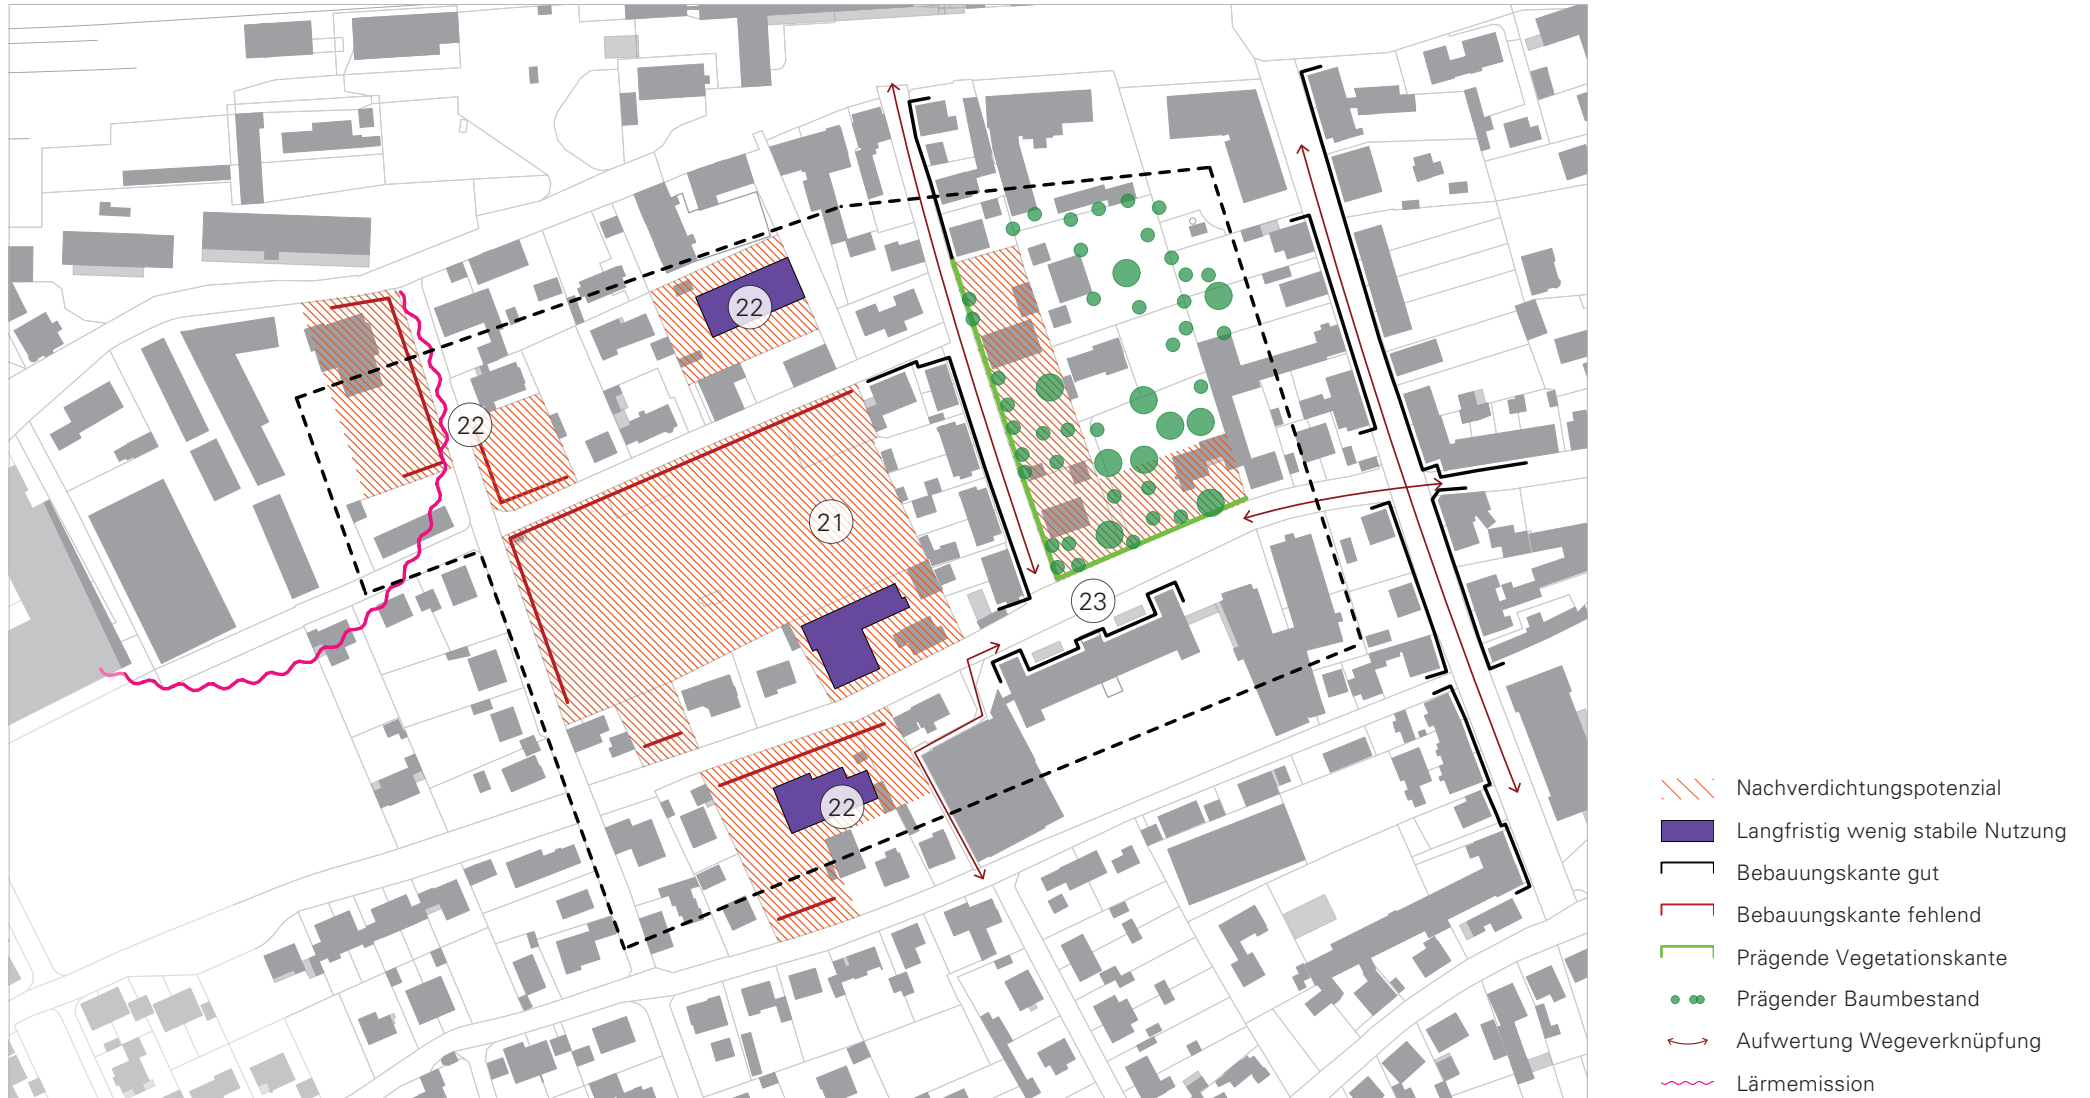 22
22
21
23
22
Nachverdichtungspotenzial
Langfristig wenig stabile Nutzung
Bebauungskante gut
Bebauungskante fehlend
Prägende Vegetationskante
Prägender Baumbestand
Aufwertung Wegeverknüpfung
Lärmemission